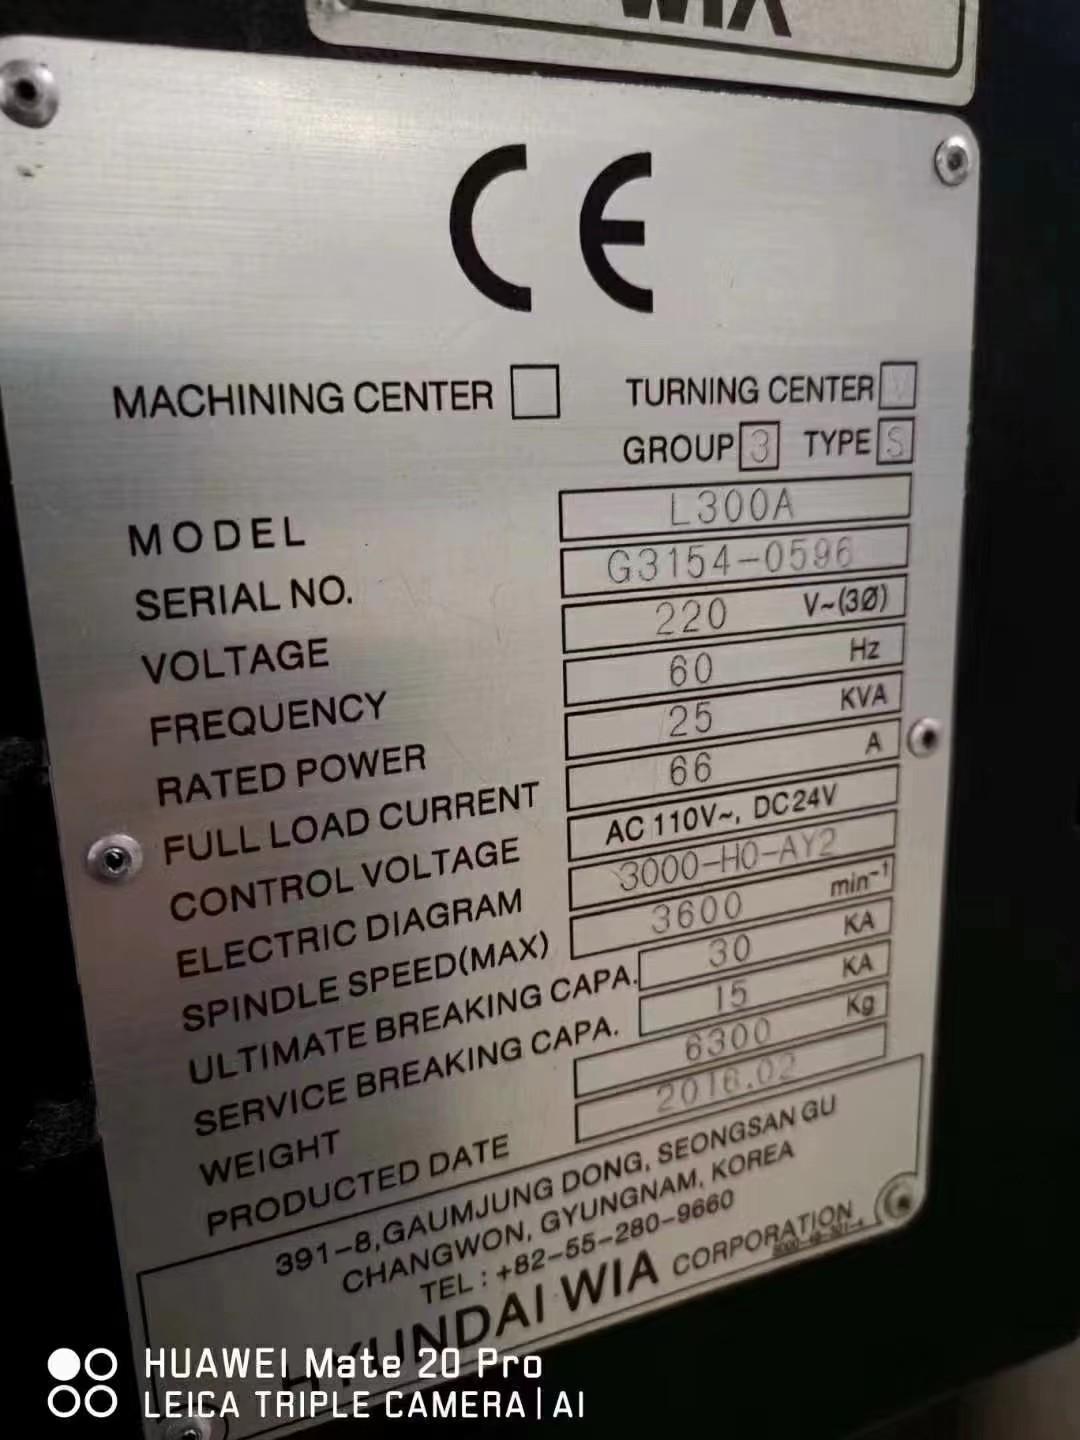 WIA
CE
MACHINING CENTER
TURNING CENTER V
GROUP 3 TYPE S
MODEL L300A
SERIAL NO. G3154-0596
VOLTAGE 220 V~(3Ø)
FREQUENCY 60 Hz
RATED POWER 25 KVA
FULL LOAD CURRENT 66 A
CONTROL VOLTAGE AC 110V~, DC24V
ELECTRIC DIAGRAM 3000-H0-AY2
SPINDLE SPEED(MAX) 3600 min⁻¹
ULTIMATE BREAKING CAPA. 30 KA
SERVICE BREAKING CAPA. 15 KA
WEIGHT 6300 Kg
PRODUCTED DATE 2016.02
391-8,GAUMJUNG DONG, SEONGSAN GU
CHANGWON, GYUNGNAM, KOREA
TEL : +82-55-280-9660
HYUNDAI WIA CORPORATION
HUAWEI Mate 20 Pro
LEICA TRIPLE CAMERA | AI